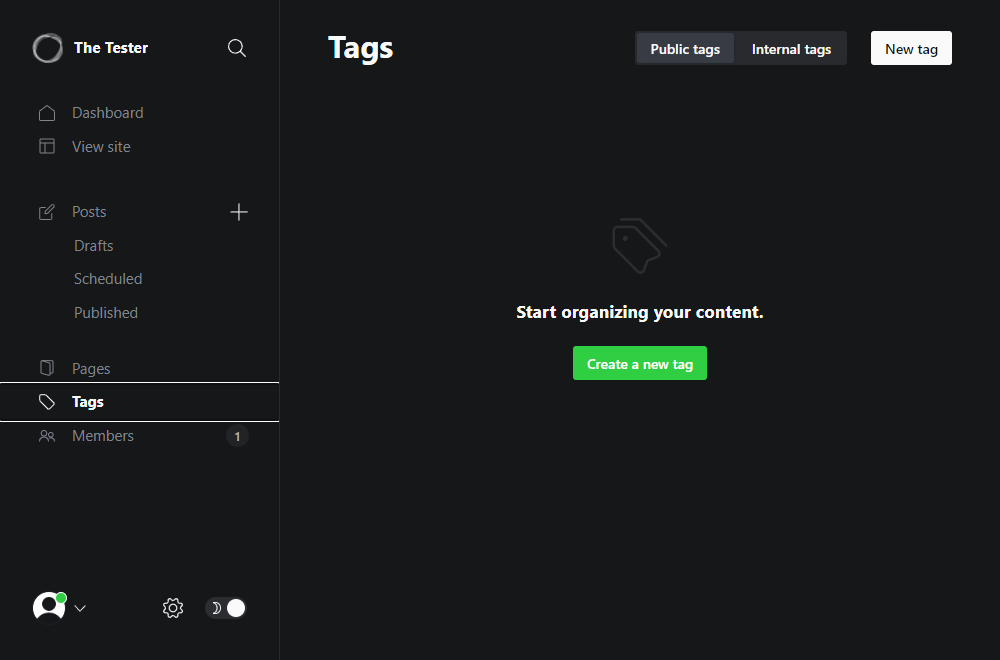 The Tester
Dashboard
View site
Posts
Drafts
Scheduled
Published
Pages
Tags
Members 1
Tags
Public tags Internal tags New tag
Start organizing your content.
Create a new tag